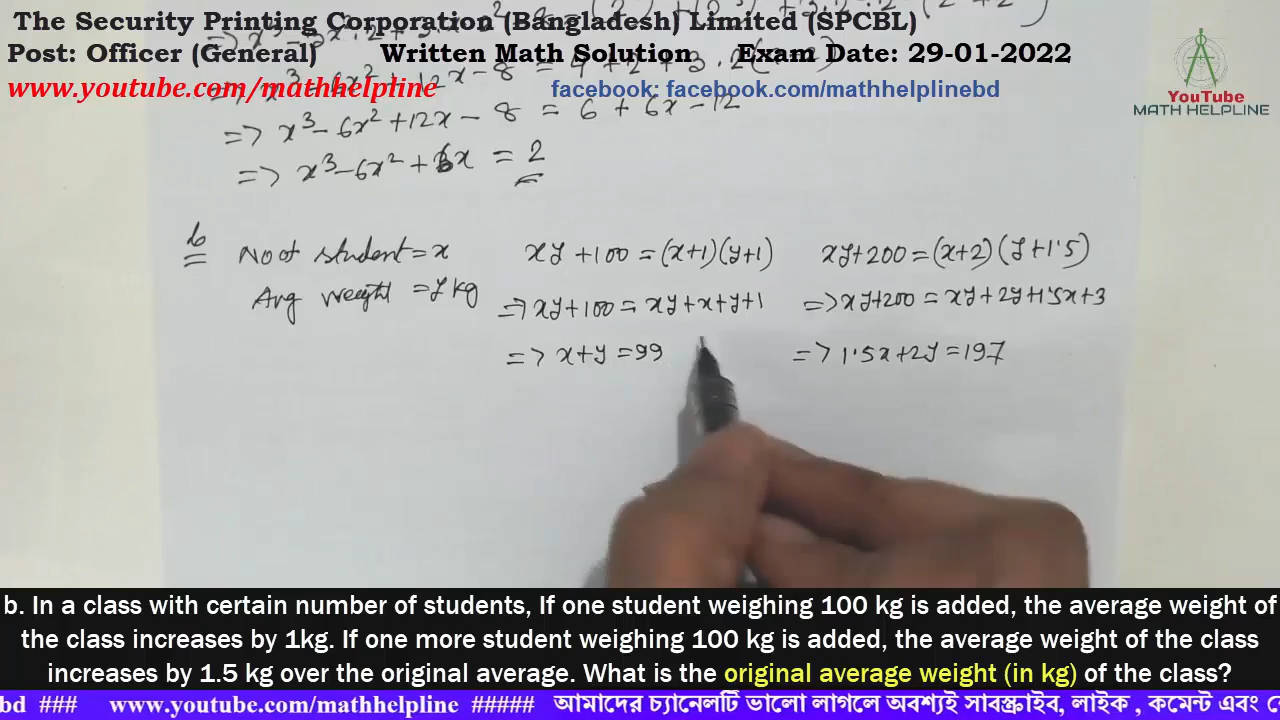 The Security Printing Corporation (Bangladesh) Limited (SPCBL)
Post: Officer (General) Written Math Solution Exam Date: 29-01-2022
www.youtube.com/mathhelpline facebook: facebook.com/mathhelplinebd
YouTube
MATH HELPLINE
=> x³-6x²+12x-8 = 6+6x-12
=> x³-6x²+6x = 2
b No of student = x xy+100=(x+1)(y+1) xy+200=(x+2)(y+1.5)
Avg weight = y kg => xy+100=xy+x+y+1 => xy+200=xy+2y+1.5x+3
=> x+y=99 => 1.5x+2y=197
b. In a class with certain number of students, If one student weighing 100 kg is added, the average weight of
the class increases by 1kg. If one more student weighing 100 kg is added, the average weight of the class
increases by 1.5 kg over the original average. What is the original average weight (in kg) of the class?
bd ### www.youtube.com/mathhelpline ##### আমাদের চ্যানেলটি ভালো লাগলে অবশ্যই সাবস্ক্রাইব, লাইক , কমেন্ট এবং